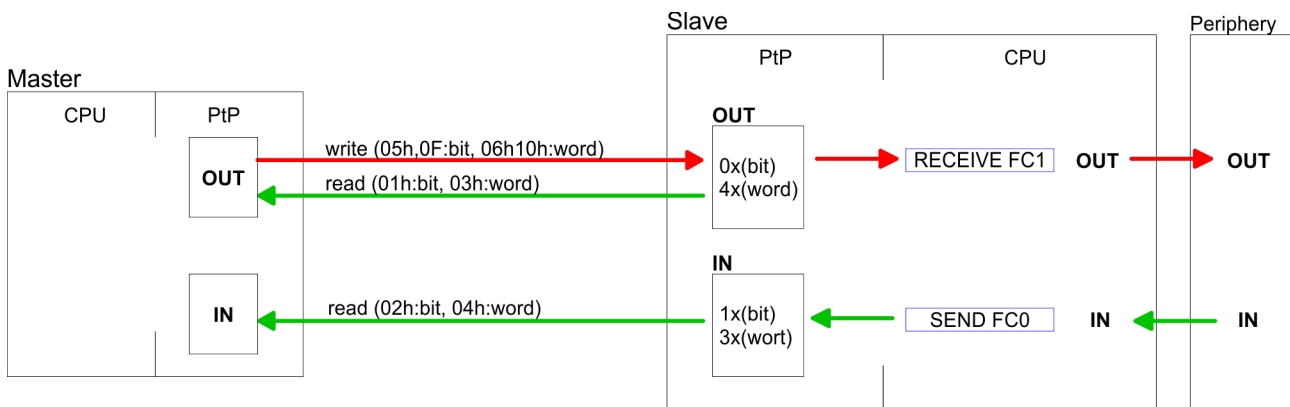 Slave
Periphery
PtP
CPU
Master
CPU
PtP
OUT
write (05h,0F:bit, 06h10h:word)
OUT
read (01h:bit, 03h:word)
0x(bit)
4x(word)
RECEIVE FC1
OUT
OUT
IN
IN
read (02h:bit, 04h:word)
1x(bit)
3x(wort)
SEND FC0
IN
IN